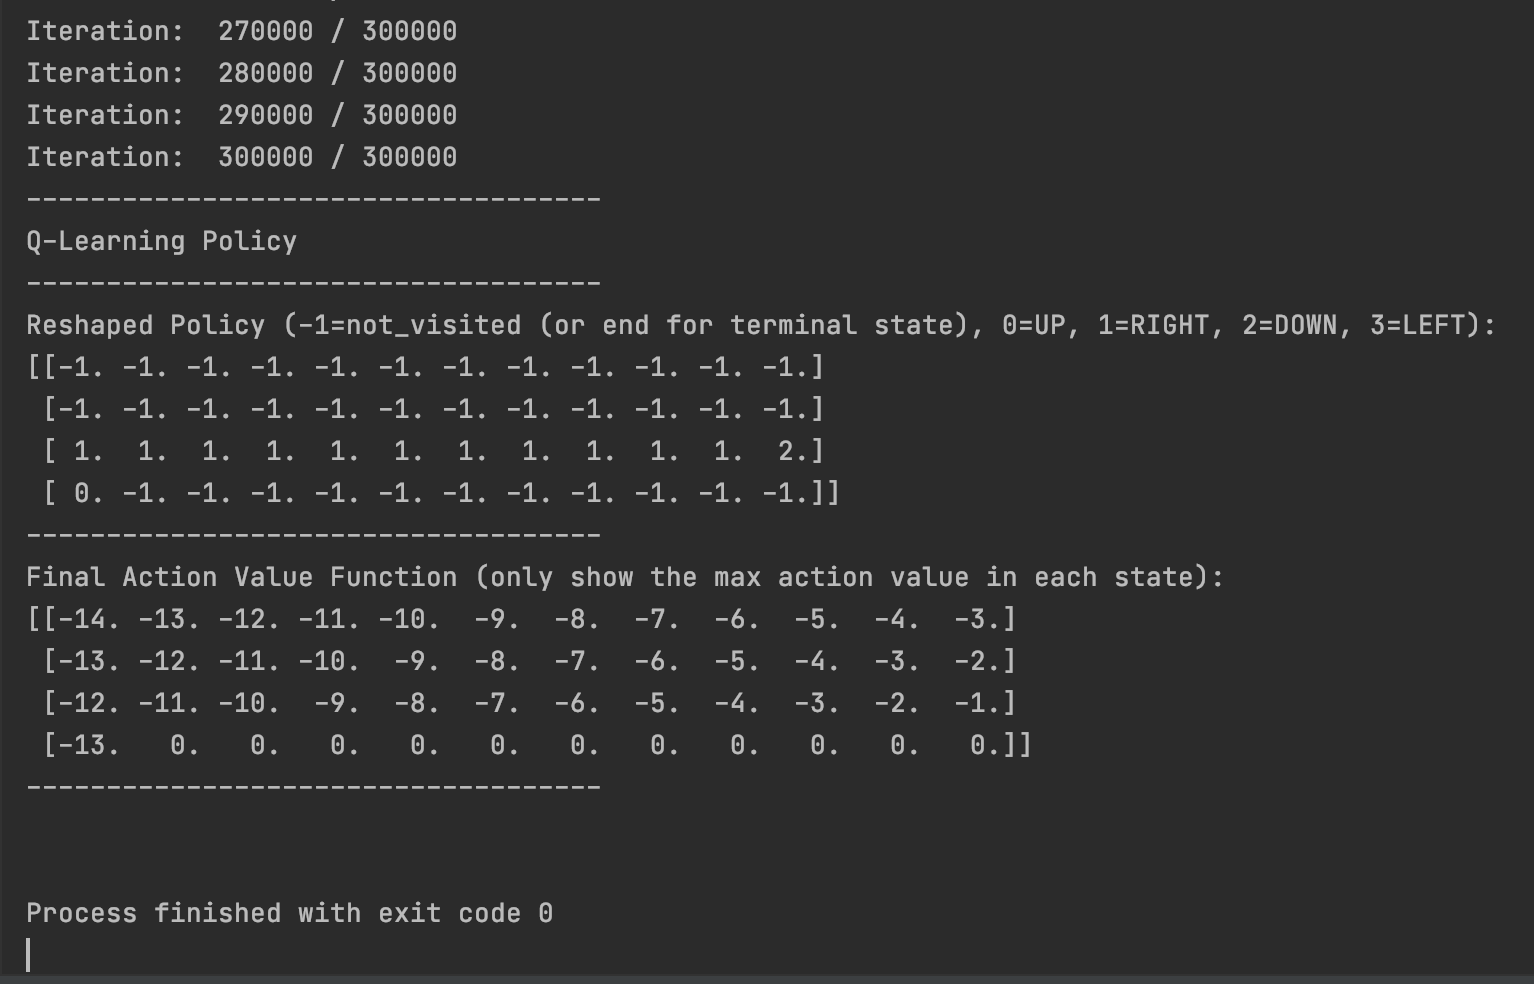 Iteration:  270000 / 300000
Iteration:  280000 / 300000
Iteration:  290000 / 300000
Iteration:  300000 / 300000
------------------------------------
Q-Learning Policy
------------------------------------
Reshaped Policy (-1=not_visited (or end for terminal state), 0=UP, 1=RIGHT, 2=DOWN, 3=LEFT):
[[-1. -1. -1. -1. -1. -1. -1. -1. -1. -1. -1. -1.]
 [-1. -1. -1. -1. -1. -1. -1. -1. -1. -1. -1. -1.]
 [ 1.  1.  1.  1.  1.  1.  1.  1.  1.  1.  1.  2.]
 [ 0. -1. -1. -1. -1. -1. -1. -1. -1. -1. -1. -1.]]
------------------------------------
Final Action Value Function (only show the max action value in each state):
[[-14. -13. -12. -11. -10.  -9.  -8.  -7.  -6.  -5.  -4.  -3.]
 [-13. -12. -11. -10.  -9.  -8.  -7.  -6.  -5.  -4.  -3.  -2.]
 [-12. -11. -10.  -9.  -8.  -7.  -6.  -5.  -4.  -3.  -2.  -1.]
 [-13.   0.   0.   0.   0.   0.   0.   0.   0.   0.   0.   0.]]
------------------------------------
Process finished with exit code 0